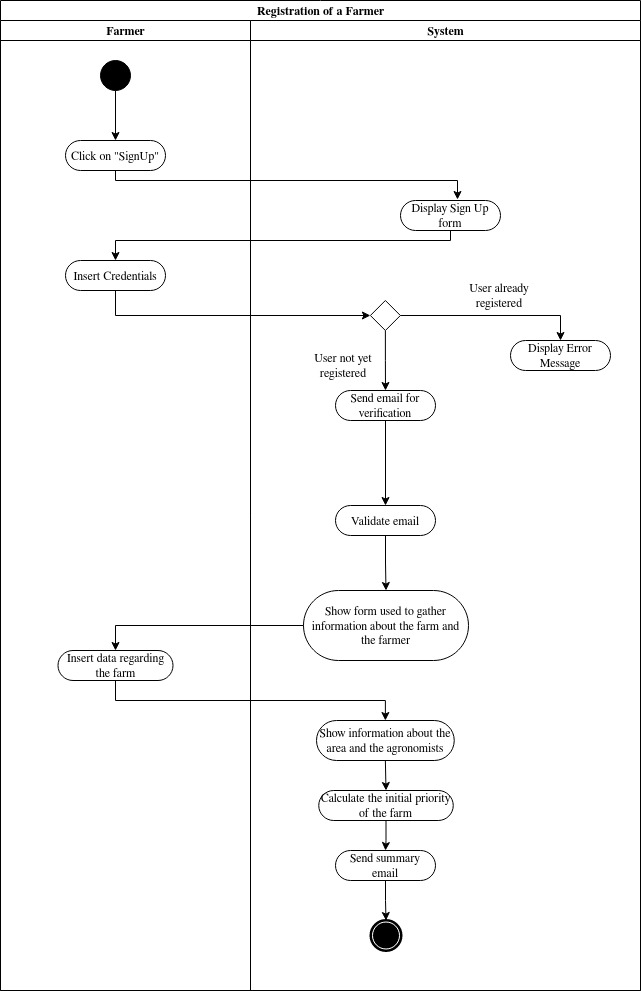 Registration of a Farmer
Farmer
System
Click on "SignUp"
Display Sign Up
form
Insert Credentials
User already
registered
Display Error
Message
User not yet
registered
Send email for
verification
Validate email
Show form used to gather
information about the farm and
the farmer
Insert data regarding
the farm
Show information about the
area and the agronomists
Calculate the initial priority
of the farm
Send summary
email